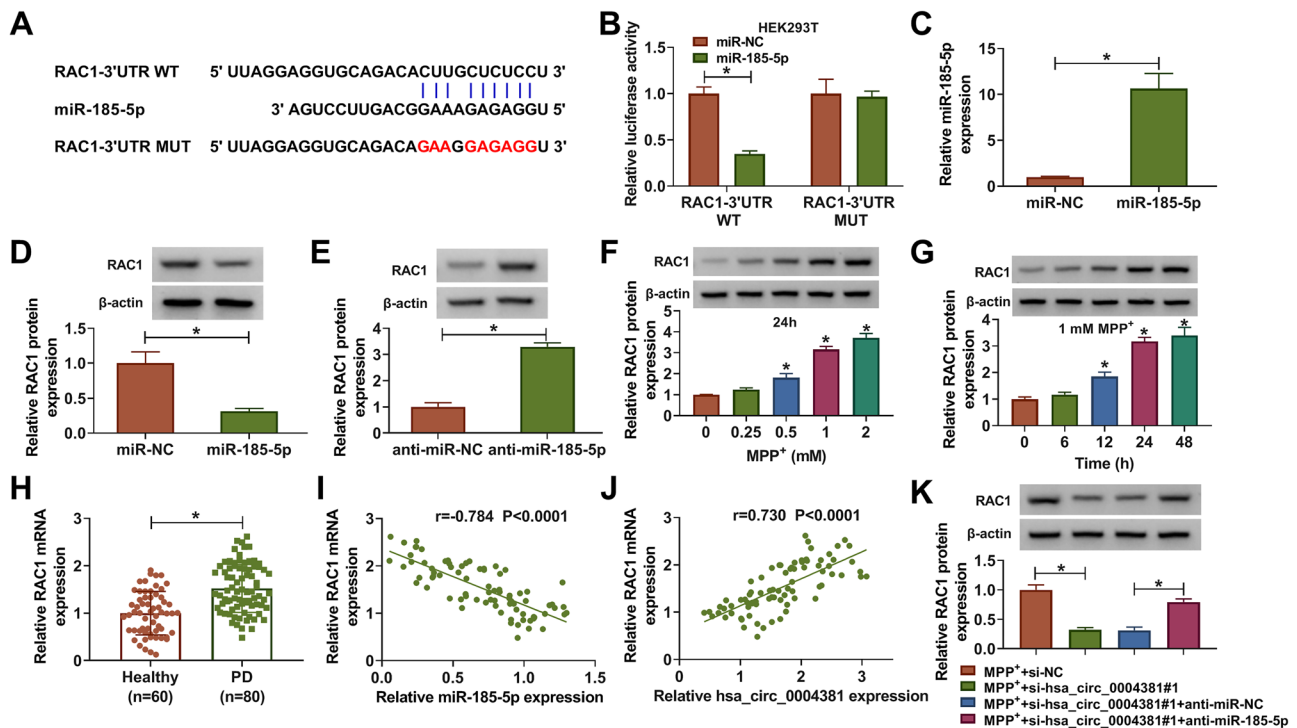 A
RAC1-3'UTR WT 5' UUAGGAGGUGCAGACACUUGCUCUCCU 3'
miR-185-5p 3' AGUCCUUGACGGAAAGAGAGGU 5'
RAC1-3'UTR MUT 5' UUAGGAGGUGCAGACAGAAGGAGAGGU 3'
B
HEK293T
miR-NC
miR-185-5p
Relative luciferase activity
1.5
1.0
0.5
0.0
*
RAC1-3'UTR WT
RAC1-3'UTR MUT
C
Relative miR-185-5p
expression
15
10
5
0
*
miR-NC miR-185-5p
D
RAC1
β-actin
Relative RAC1 protein
expression
1.5
1.0
0.5
0.0
*
miR-NC miR-185-5p
E
RAC1
β-actin
Relative RAC1 protein
expression
4
3
2
1
0
*
anti-miR-NC anti-miR-185-5p
F
RAC1
β-actin
24h
Relative RAC1 protein
expression
5
4
3
2
1
0
* * *
0 0.25 0.5 1 2
MPP⁺ (mM)
G
RAC1
β-actin
1 mM MPP⁺
Relative RAC1 protein
expression
4
3
2
1
0
* * *
0 6 12 24 48
Time (h)
H
Relative RAC1 mRNA
expression
3
2
1
0
*
Healthy
(n=60)
PD
(n=80)
I
r=-0.784 P<0.0001
Relative RAC1 mRNA
expression
3
2
1
0
0.0 0.5 1.0 1.5
Relative miR-185-5p expression
J
r=0.730 P<0.0001
Relative RAC1 mRNA
expression
3
2
1
0
0 1 2 3
Relative hsa_circ_0004381 expression
K
RAC1
β-actin
Relative RAC1 protein
expression
1.5
1.0
0.5
0.0
* *
MPP⁺+si-NC
MPP⁺+si-hsa_circ_0004381#1
MPP⁺+si-hsa_circ_0004381#1+anti-miR-NC
MPP⁺+si-hsa_circ_0004381#1+anti-miR-185-5p